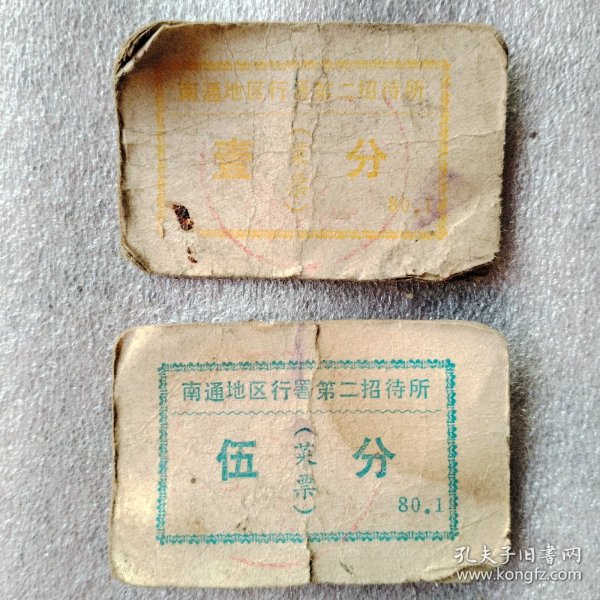 南通地区行署第二招待所
壹(菜票)分
80.1
南通地区行署第二招待所
伍(菜票)分
80.1
孔夫子旧书网
www.kongfz.com